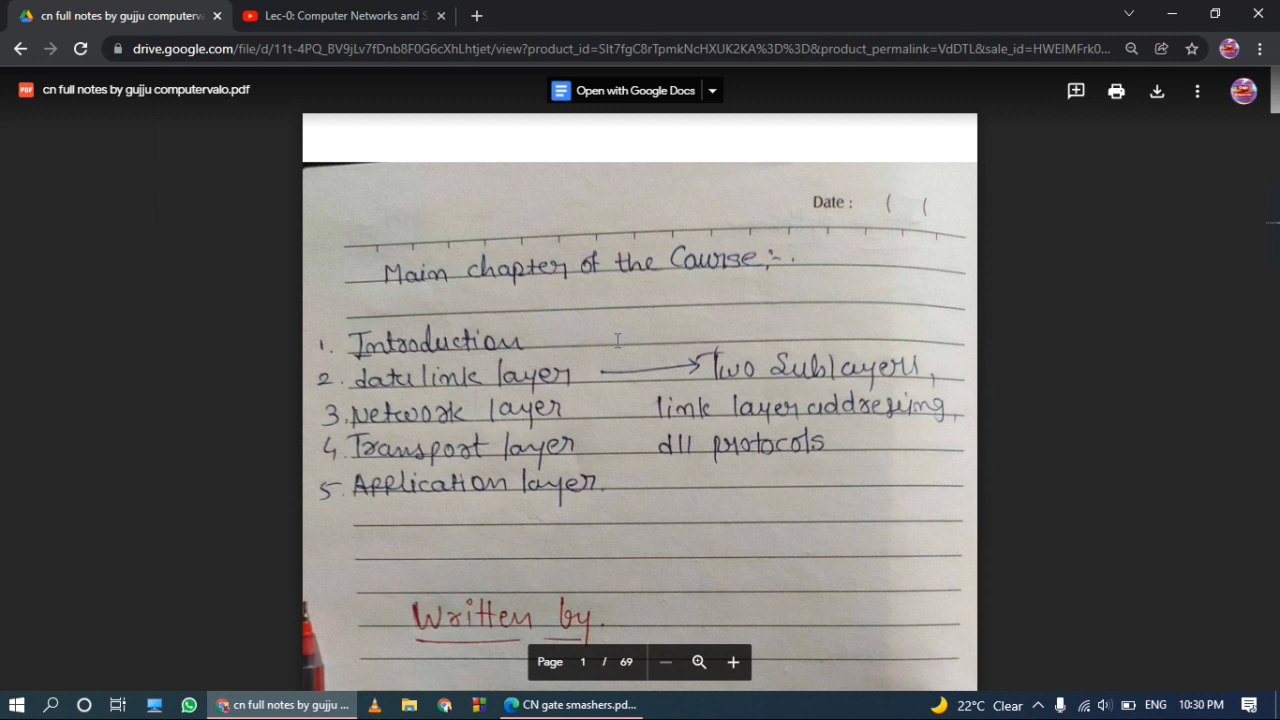 cn full notes by gujju computerva
Lec-0: Computer Networks and S
drive.google.com/file/d/11t-4PQ_BV9jLv7fDnb8F0G6cXhLhtjet/view?product_id=SIt7fgC8rTpmkNcHXUK2KA%3D%3D&product_permalink=VdDTL&sale_id=HWEIMFrk0...
PDF cn full notes by gujju computervalo.pdf
Open with Google Docs
Date : ( (
Main chapter of the Course ;- .
1. Introduction
2. data link layer → Two Sublayers,
3. Network layer link layer addresing,
4. Transport layer dll protocols
5. Application layer.
Written by.
Page 1 / 69
cn full notes by gujju ...
CN gate smashers.pd...
22°C Clear
ENG
10:30 PM